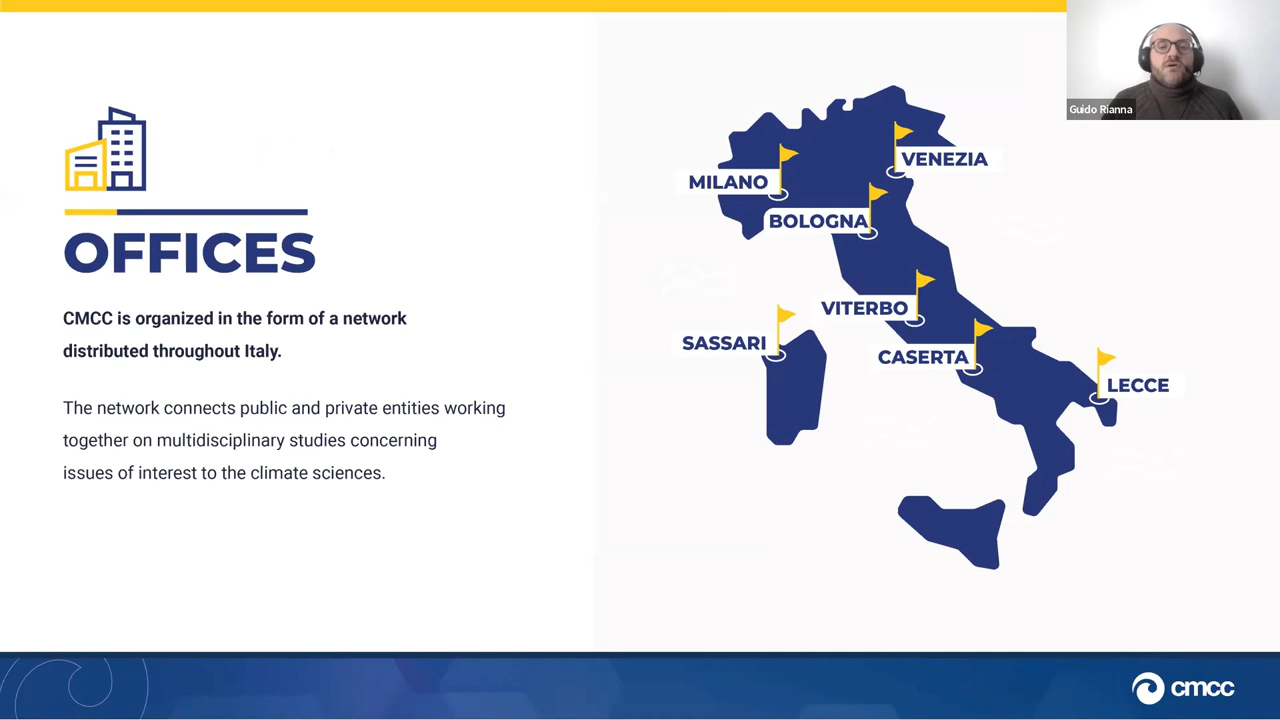 Guido Rianna
OFFICES
CMCC is organized in the form of a network
distributed throughout Italy.
The network connects public and private entities working
together on multidisciplinary studies concerning
issues of interest to the climate sciences.
VENEZIA
MILANO
BOLOGNA
VITERBO
SASSARI
CASERTA
LECCE
cmcc